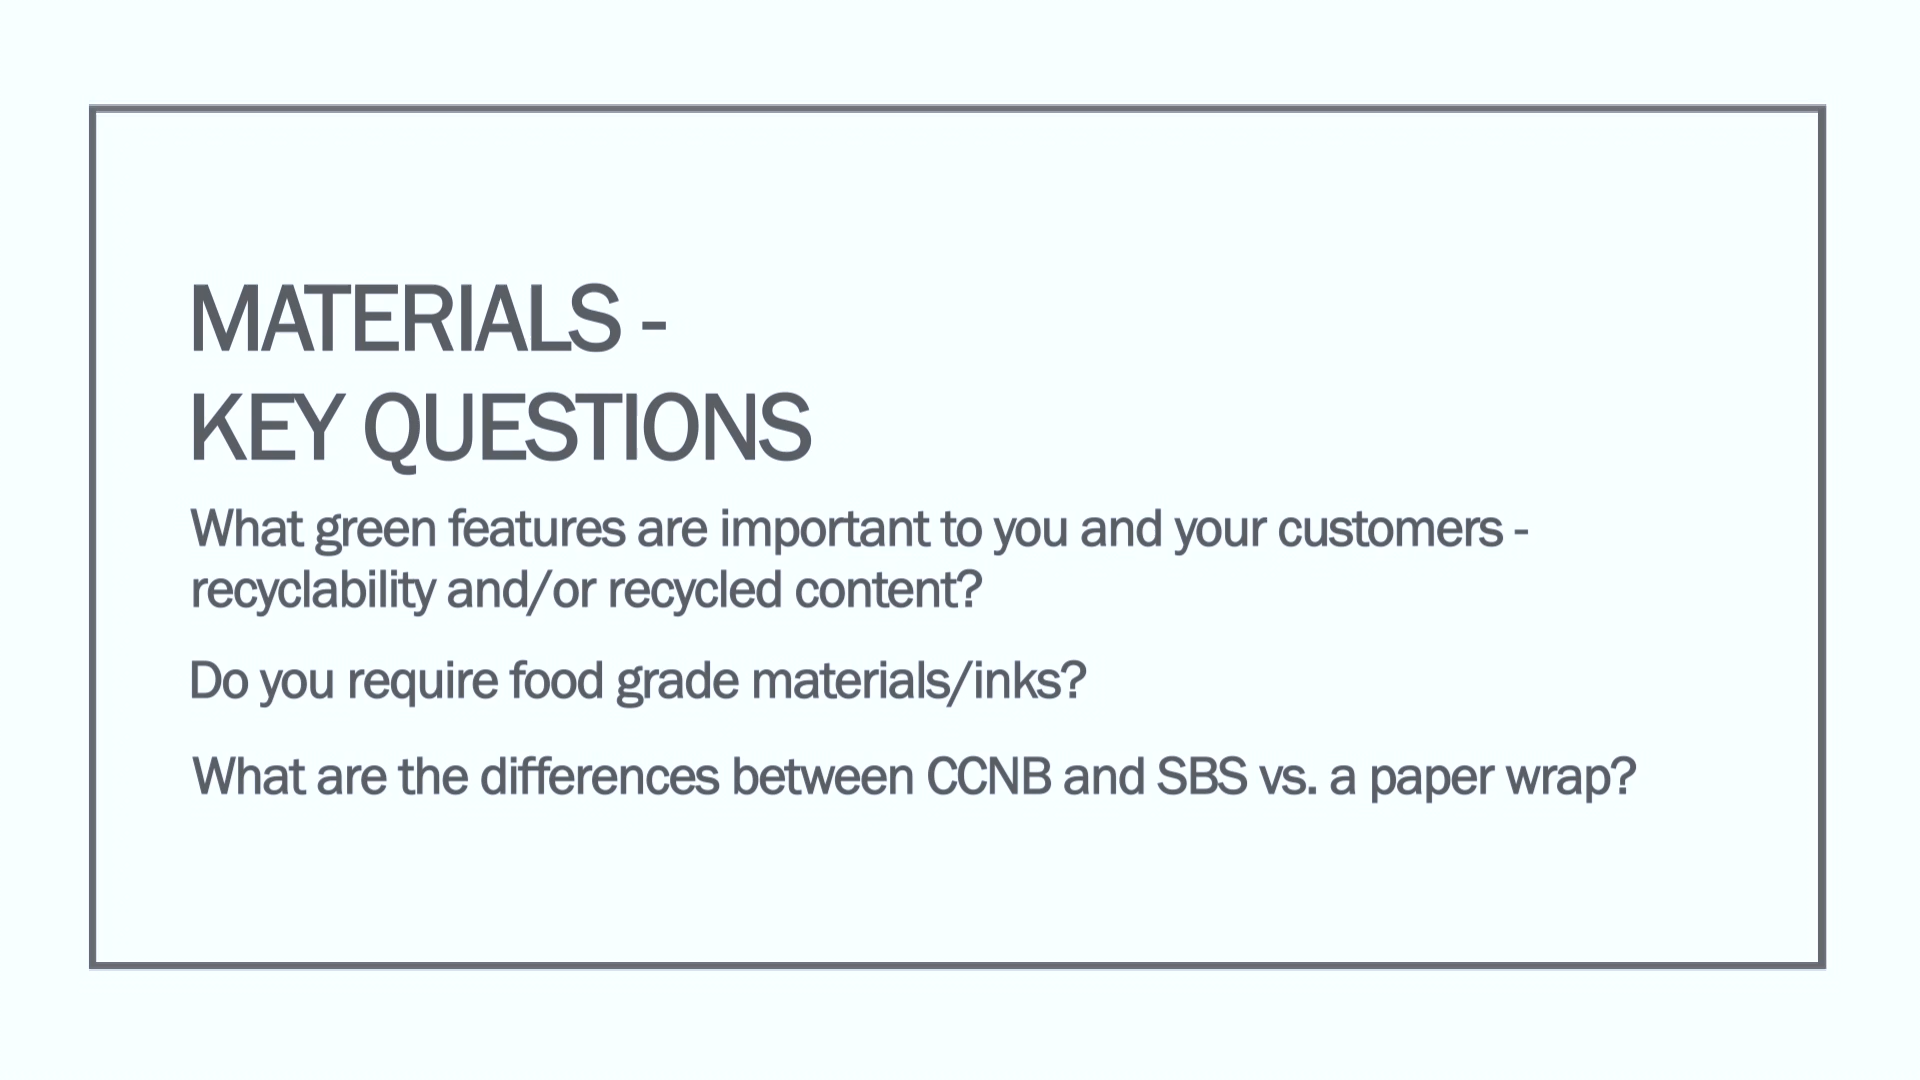 MATERIALS -
KEY QUESTIONS
What green features are important to you and your customers -
recyclability and/or recycled content?
Do you require food grade materials/inks?
What are the differences between CCNB and SBS vs. a paper wrap?